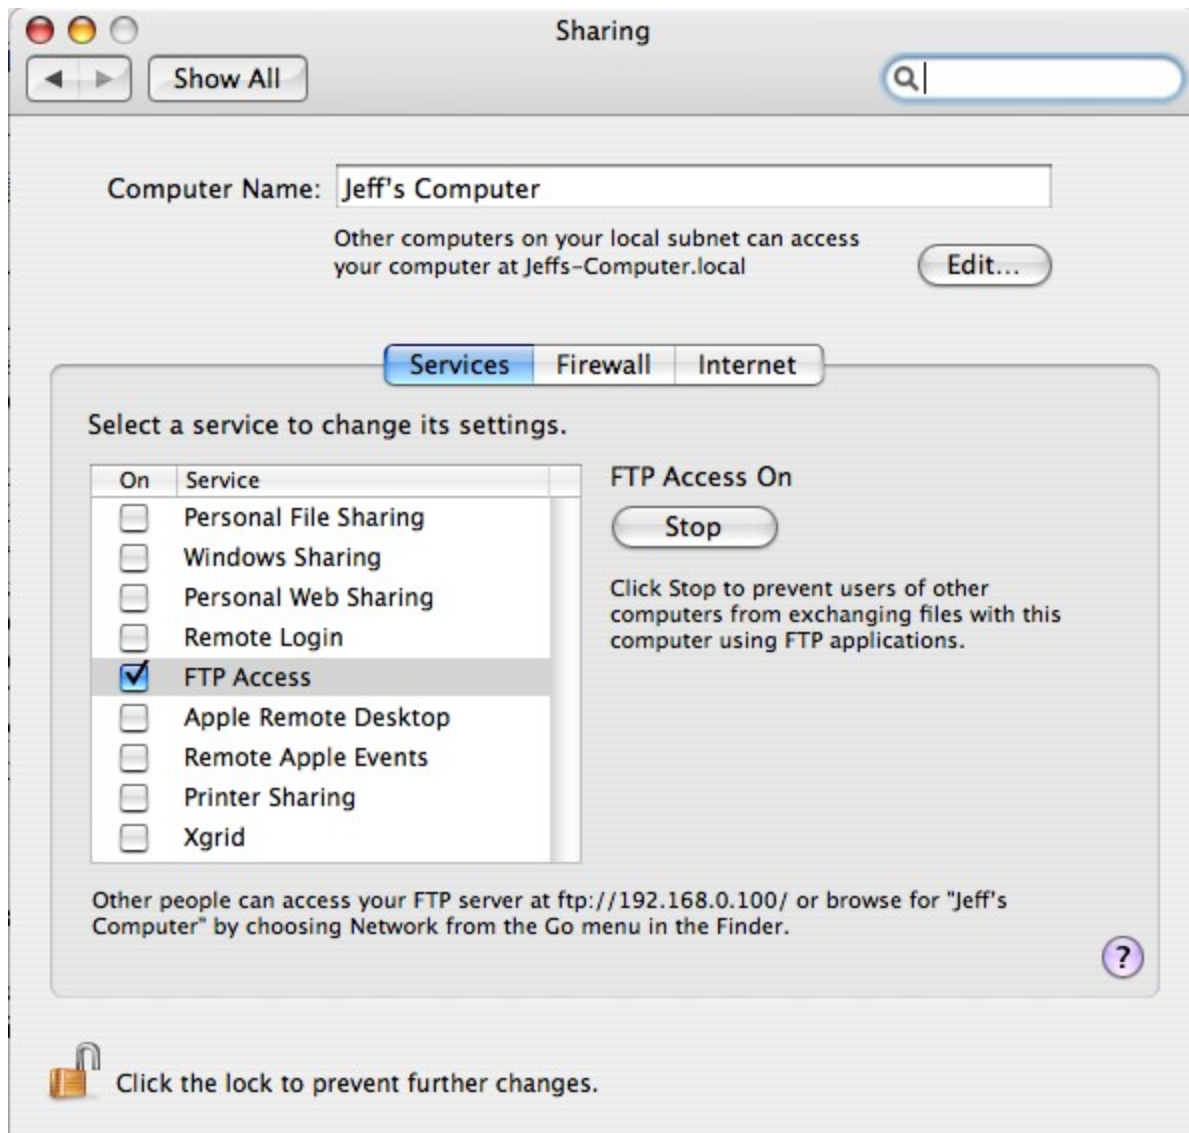 Sharing
Show All
Computer Name: Jeff's Computer
Other computers on your local subnet can access
your computer at Jeffs-Computer.local
Edit...
Services Firewall Internet
Select a service to change its settings.
On Service
Personal File Sharing
Windows Sharing
Personal Web Sharing
Remote Login
FTP Access
Apple Remote Desktop
Remote Apple Events
Printer Sharing
Xgrid
FTP Access On
Stop
Click Stop to prevent users of other
computers from exchanging files with this
computer using FTP applications.
Other people can access your FTP server at ftp://192.168.0.100/ or browse for "Jeff's
Computer" by choosing Network from the Go menu in the Finder.
?
Click the lock to prevent further changes.